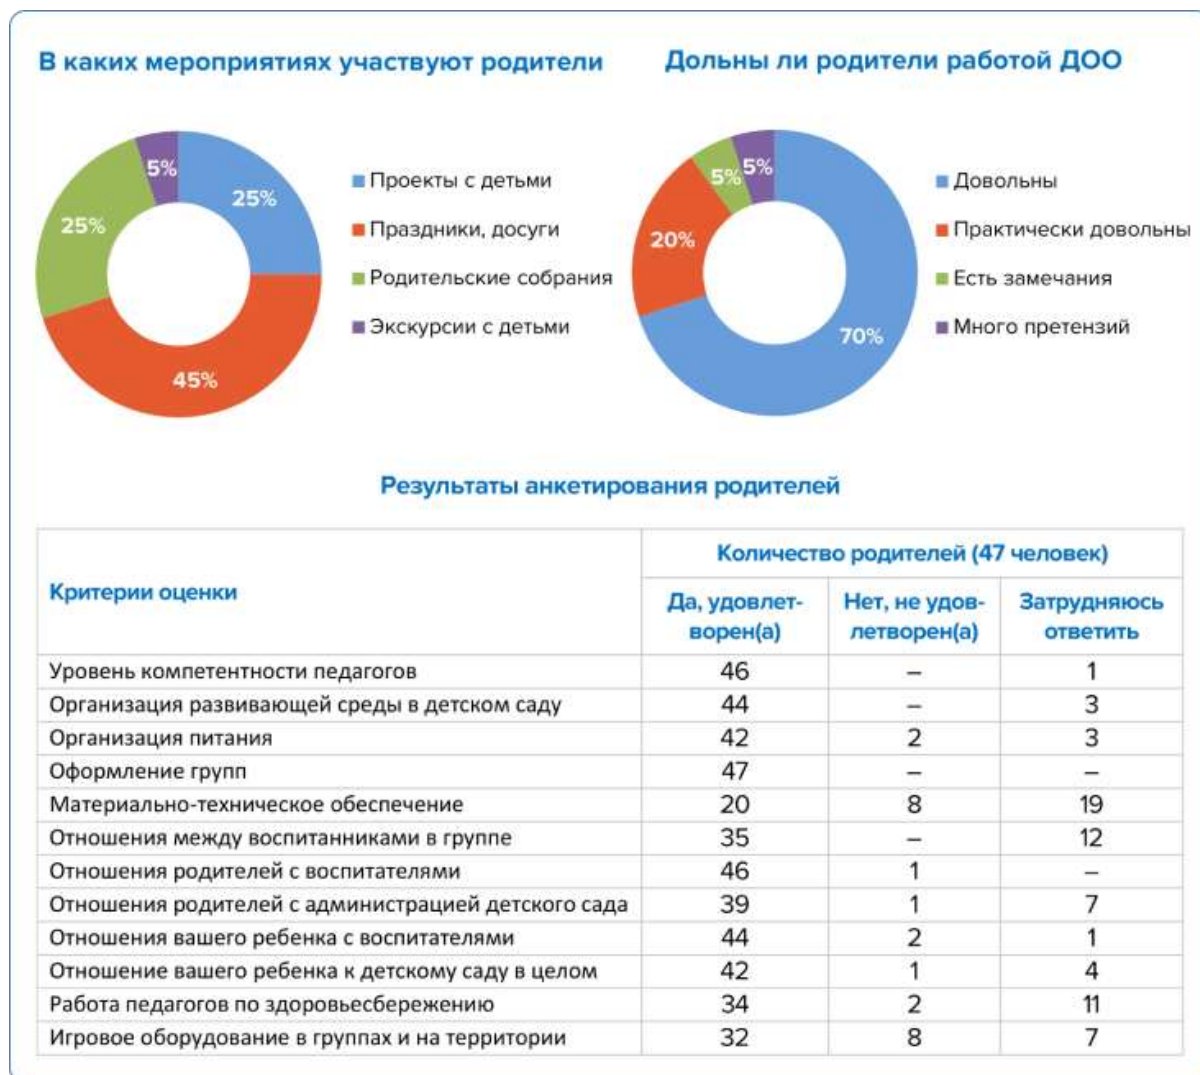 В каких мероприятиях участвуют родители
5%
25%
25%
45%
Проекты с детьми
Праздники, досуги
Родительские собрания
Экскурсии с детьми
Дольны ли родители работой ДОО
5%
5%
20%
70%
Довольны
Практически довольны
Есть замечания
Много претензий
Результаты анкетирования родителей
Критерии оценки
Количество родителей (47 человек)
Да, удовлет-
ворен(а)
Нет, не удов-
летворен(а)
Затрудняюсь
ответить
Уровень компетентности педагогов 46 – 1
Организация развивающей среды в детском саду 44 – 3
Организация питания 42 2 3
Оформление групп 47 – –
Материально-техническое обеспечение 20 8 19
Отношения между воспитанниками в группе 35 – 12
Отношения родителей с воспитателями 46 1 –
Отношения родителей с администрацией детского сада 39 1 7
Отношения вашего ребенка с воспитателями 44 2 1
Отношение вашего ребенка к детскому саду в целом 42 1 4
Работа педагогов по здоровьесбережению 34 2 11
Игровое оборудование в группах и на территории 32 8 7